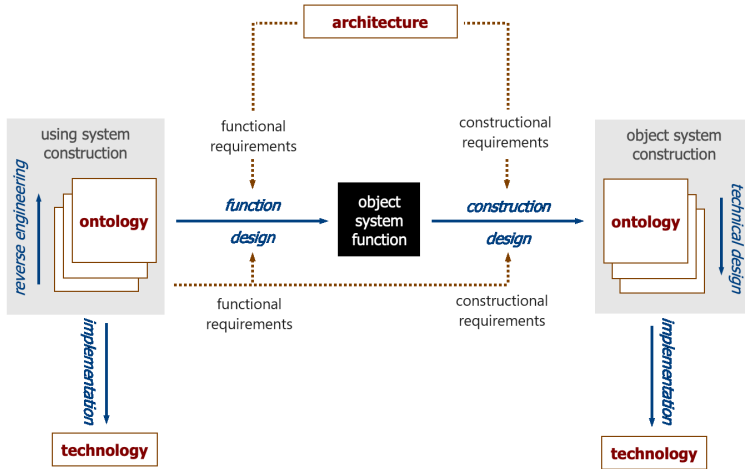 architecture
functional
requirements
constructional
requirements
using system
construction
object system
construction
reverse engineering
ontology
function
design
object
system
function
construction
design
ontology
technical design
functional
requirements
constructional
requirements
implementation
implementation
technology
technology